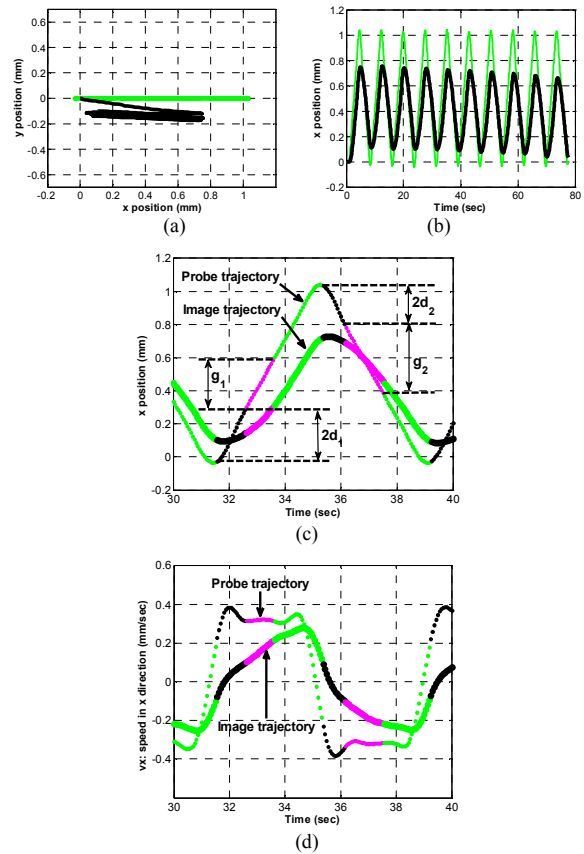 y position (mm)
0.6
0.4
0.2
0
-0.2
-0.4
-0.6
0 0.2 0.4 0.6 0.8 1
x position (mm)
(a)
x position (mm)
1.2
1
0.8
0.6
0.4
0.2
0
-0.2
0 20 40 60 80
Time (sec)
(b)
x position (mm)
1.2
1
0.8
0.6
0.4
0.2
0
-0.2
Probe trajectory
Image trajectory
g1
2d1
2d2
g2
30 32 34 36 38 40
Time (sec)
(c)
vx: speed in x direction (mm/sec)
0.6
0.4
0.2
0
-0.2
-0.4
Probe trajectory
Image trajectory
30 32 34 36 38 40
Time (sec)
(d)